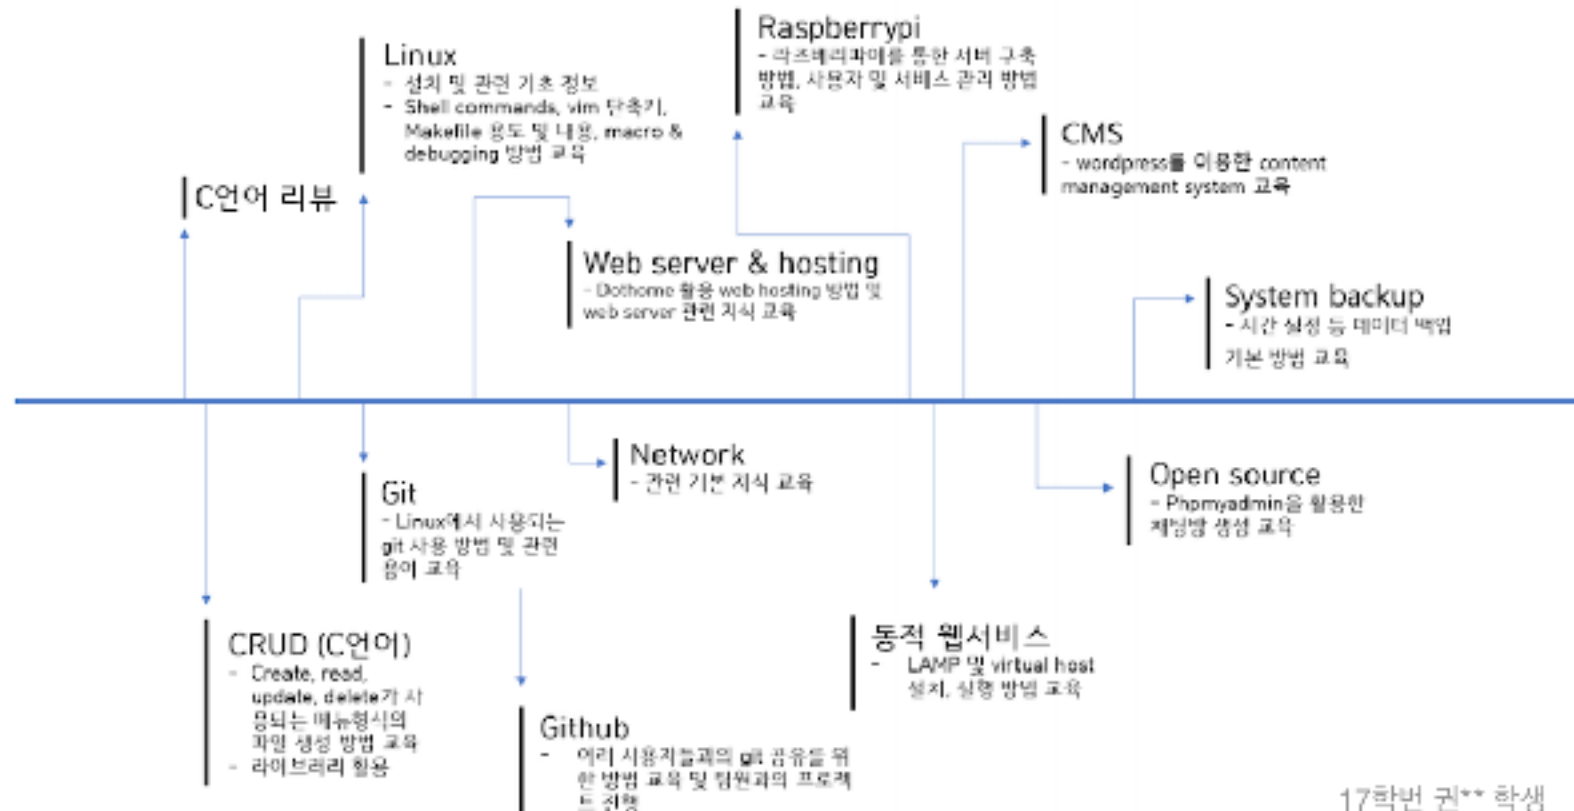 Raspberrypi
- 라즈베리파이를 통한 서버 구축
방법, 사용자 및 서비스 관리 방법
교육
Linux
- 설치 및 관련 기초 정보
- Shell commands, vim 단축키,
Makefile 용도 및 내용, macro &
debugging 방법 교육
CMS
- wordpress를 이용한 content
management system 교육
C언어 리뷰
Web server & hosting
- Dothome 활용 web hosting 방법 및
web server 관련 지식 교육
System backup
- 시간 설정 등 데이터 백업
기본 방법 교육
Network
- 관련 기본 지식 교육
Open source
- Phpmyadmin을 활용한
채팅방 생성 교육
Git
- Linux에서 사용되는
git 사용 방법 및 관련
용어 교육
CRUD (C언어)
- Create, read,
update, delete가 사
용되는 메뉴형식의
파일 생성 방법 교육
- 라이브러리 활용
동적 웹서비스
- LAMP 및 virtual host
설치, 실행 방법 교육
Github
- 여러 사용자들과의 git 공유를 위
한 방법 교육 및 팀원과의 프로젝
트 진행
17학번 권** 학생